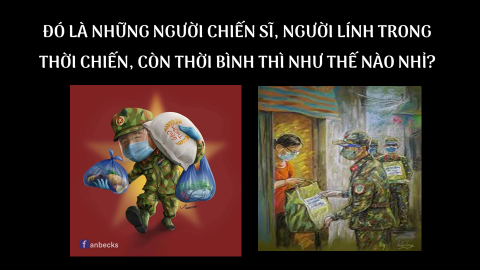 ĐÓ LÀ NHỮNG NGƯỜI CHIẾN SĨ, NGƯỜI LÍNH TRONG
THỜI CHIẾN, CÒN THỜI BÌNH THÌ NHƯ THẾ NÀO NHỈ?
f anbecks